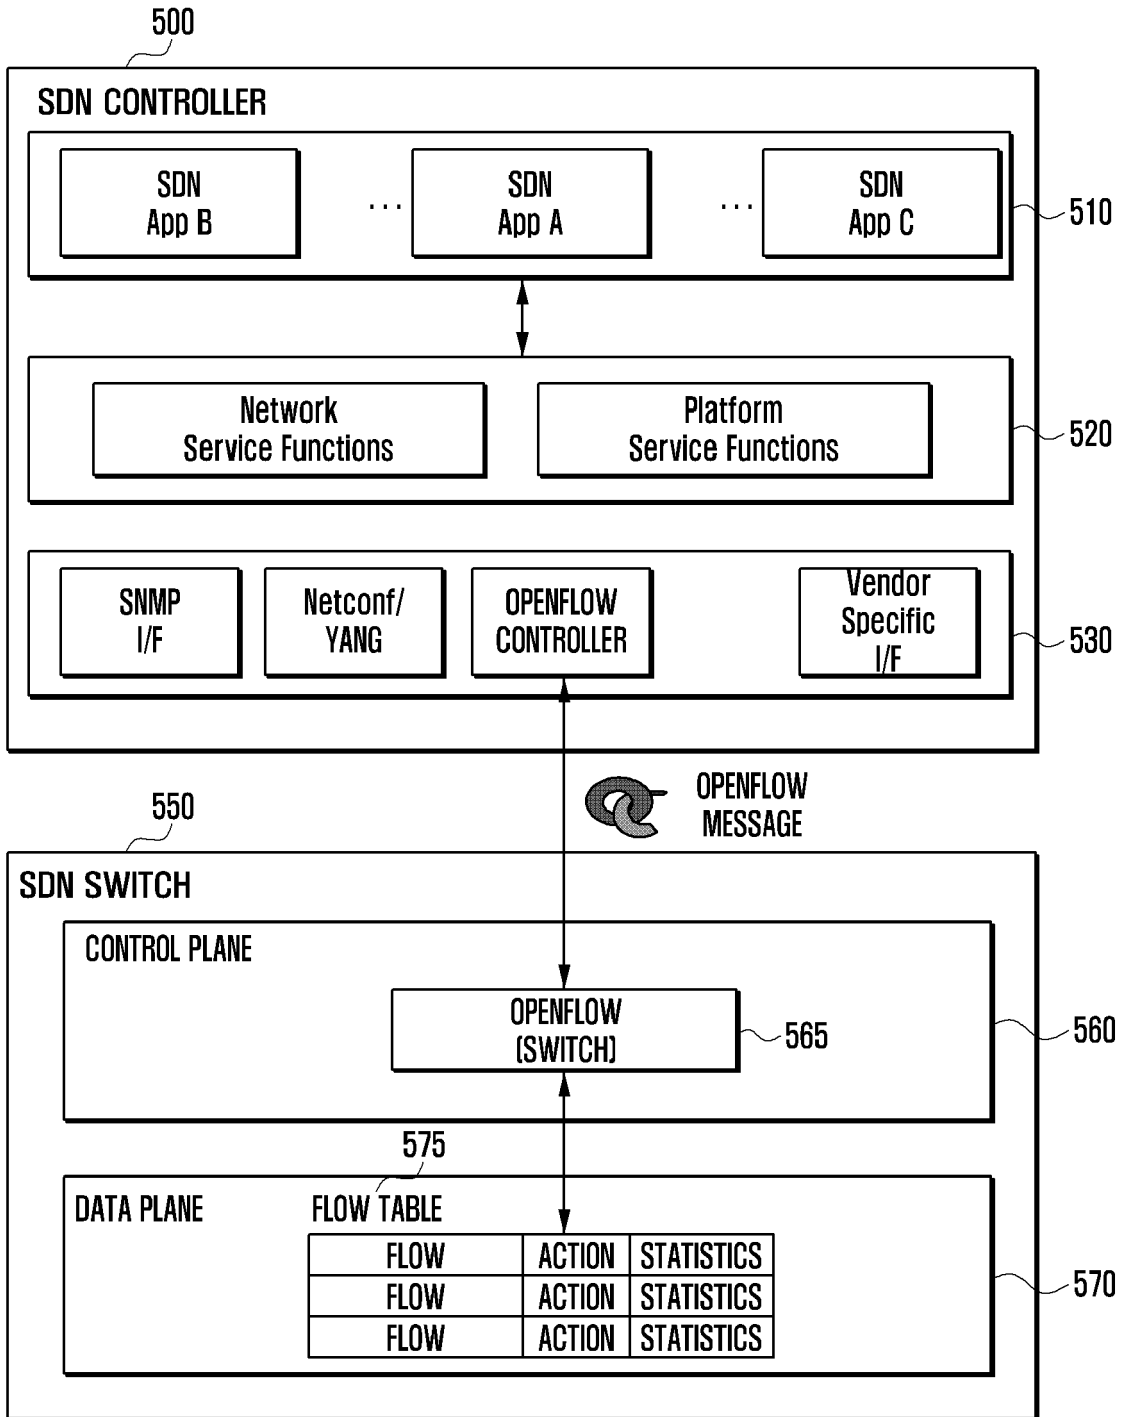 500
SDN CONTROLLER
SDN
App B
...
SDN
App A
...
SDN
App C
510
Network
Service Functions
Platform
Service Functions
520
SNMP
I/F
Netconf/
YANG
OPENFLOW
CONTROLLER
Vendor
Specific
I/F
530
OPENFLOW
MESSAGE
550
SDN SWITCH
CONTROL PLANE
OPENFLOW
(SWITCH)
565
560
575
DATA PLANE
FLOW TABLE
FLOW ACTION STATISTICS
FLOW ACTION STATISTICS
FLOW ACTION STATISTICS
570